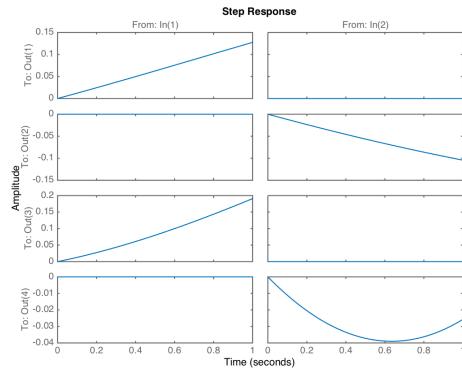 Step Response
From: In(1)
From: In(2)
Amplitude
To: Out(1)
0.15
0.1
0.05
0
To: Out(2)
0
-0.05
-0.1
-0.15
To: Out(3)
0.2
0.15
0.1
0.05
0
To: Out(4)
0
-0.01
-0.02
-0.03
-0.04
0 0.2 0.4 0.6 0.8 1
0 0.2 0.4 0.6 0.8
Time (seconds)